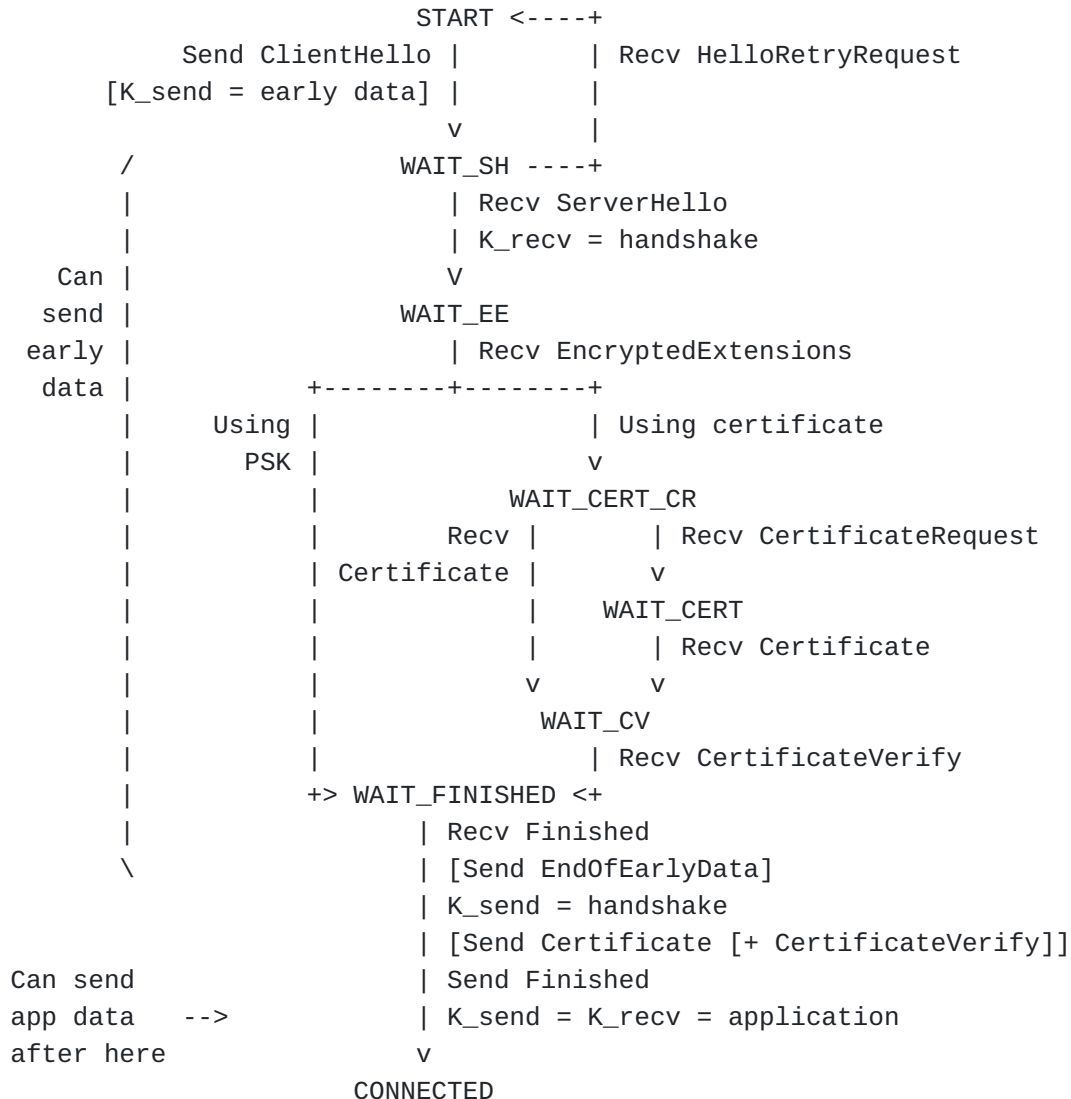 START <----+
           Send ClientHello |        | Recv HelloRetryRequest
      [K_send = early data] |        |
                            v        |
       /                 WAIT_SH ----+
       |                    | Recv ServerHello
       |                    | K_recv = handshake
   Can |                    V
  send |                 WAIT_EE
 early |                    | Recv EncryptedExtensions
  data |           +--------+--------+
       |     Using |                 | Using certificate
       |       PSK |                 v
       |           |            WAIT_CERT_CR
       |           |        Recv |       | Recv CertificateRequest
       |           | Certificate |       v
       |           |             |    WAIT_CERT
       |           |             |       | Recv Certificate
       |           |             v       v
       |           |              WAIT_CV
       |           |                 | Recv CertificateVerify
       |           +> WAIT_FINISHED <+
       |                  | Recv Finished
       \                  | [Send EndOfEarlyData]
                          | K_send = handshake
                          | [Send Certificate [+ CertificateVerify]]
Can send                  | Send Finished
app data   -->            | K_send = K_recv = application
after here                v
                      CONNECTED